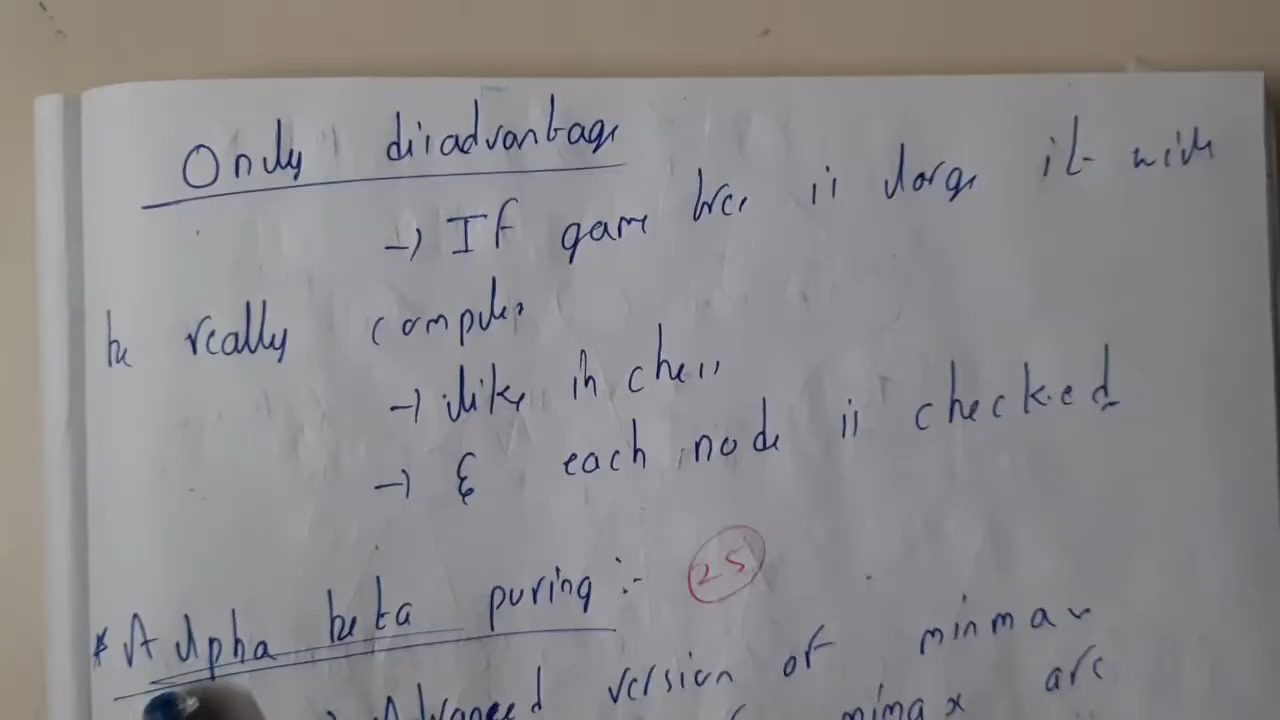 Only disadvantage
→ If game tree is large it will
be really complex
→ like in chess
→ & each node is checked
* Alpha beta puring :- 25
Advanced version of minmax
minmax are